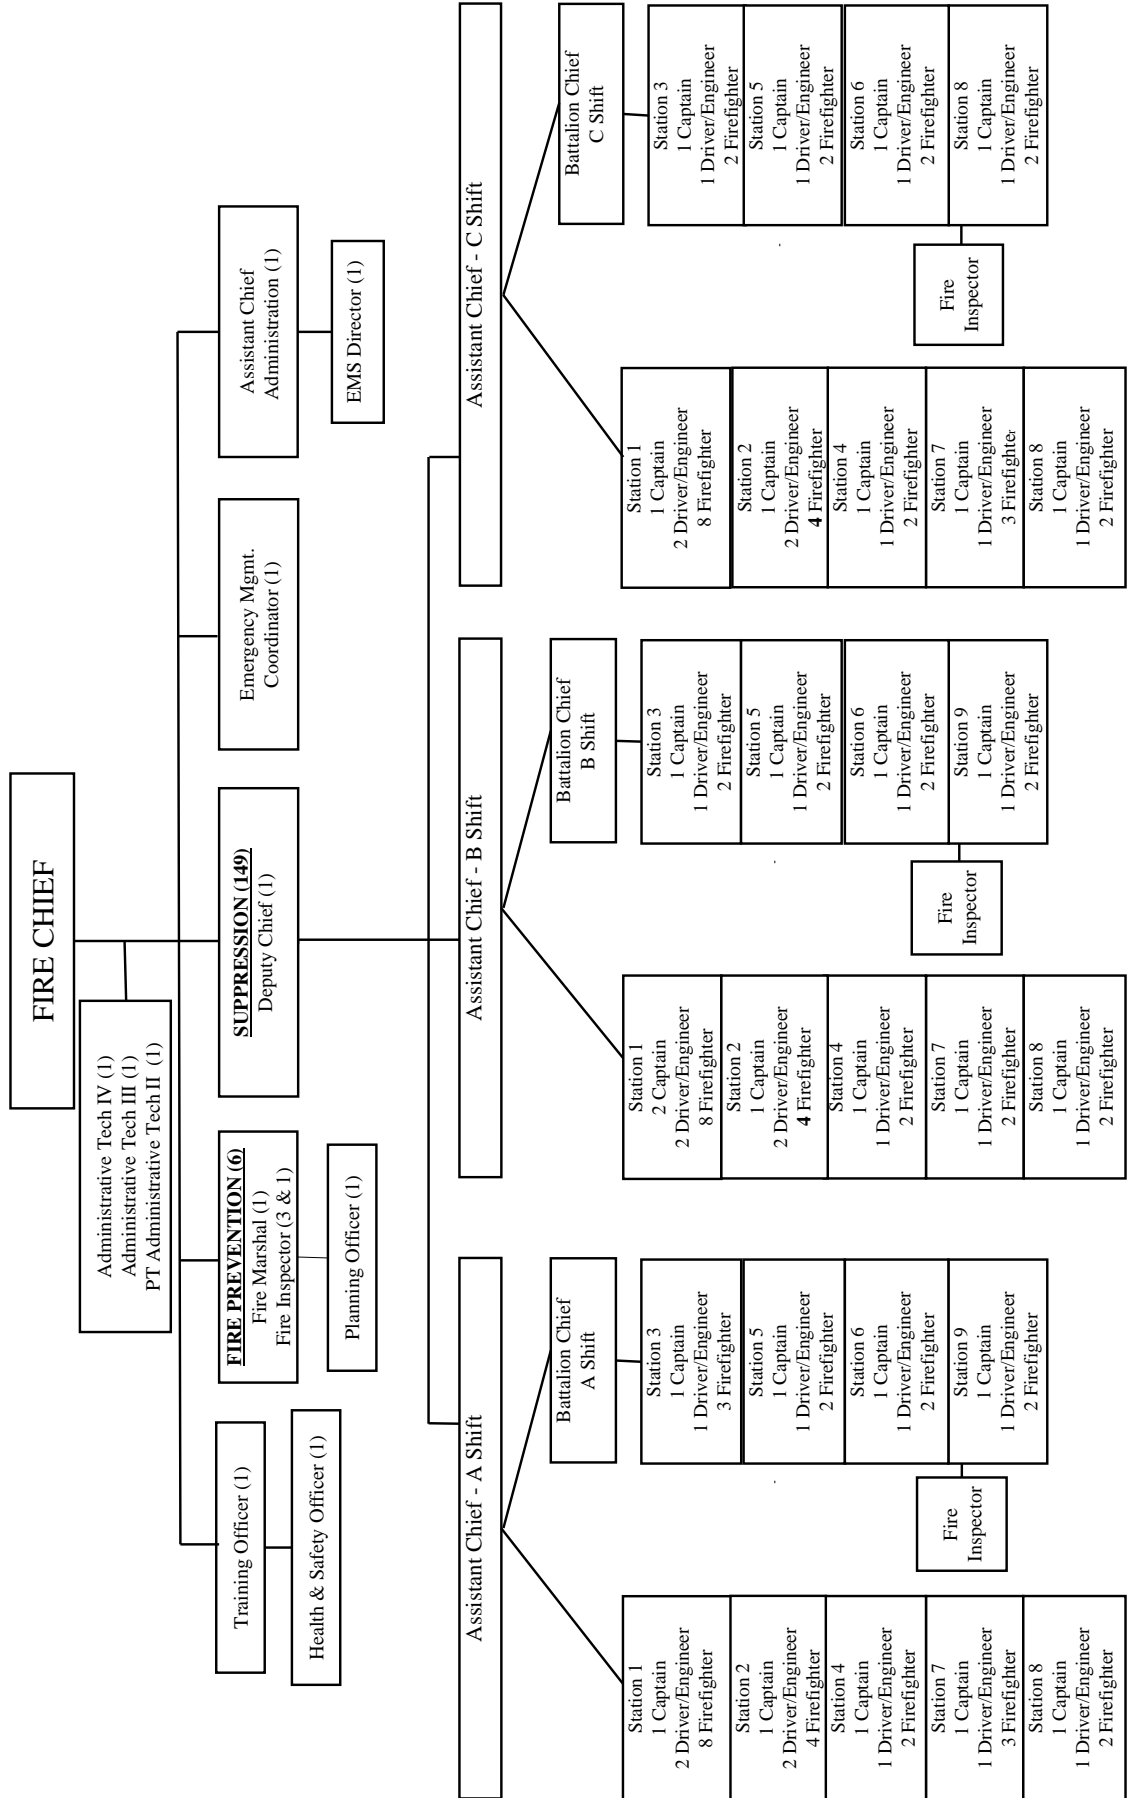 FIRE CHIEF
Administrative Tech IV (1)
Administrative Tech III (1)
PT Administrative Tech II (1)
Training Officer (1)
Health & Safety Officer (1)
FIRE PREVENTION (6)
Fire Marshal (1)
Fire Inspector (3 & 1)
Planning Officer (1)
SUPPRESSION (149)
Deputy Chief (1)
Emergency Mgmt.
Coordinator (1)
Assistant Chief
Administration (1)
EMS Director (1)
Assistant Chief - A Shift
Station 1
1 Captain
2 Driver/Engineer
8 Firefighter
Station 2
1 Captain
2 Driver/Engineer
4 Firefighter
Station 4
1 Captain
1 Driver/Engineer
2 Firefighter
Station 7
1 Captain
1 Driver/Engineer
3 Firefighter
Station 8
1 Captain
1 Driver/Engineer
2 Firefighter
Battalion Chief
A Shift
Station 3
1 Captain
1 Driver/Engineer
3 Firefighter
Station 5
1 Captain
1 Driver/Engineer
2 Firefighter
Station 6
1 Captain
1 Driver/Engineer
2 Firefighter
Station 9
1 Captain
1 Driver/Engineer
2 Firefighter
Fire
Inspector
Assistant Chief - B Shift
Station 1
2 Captain
2 Driver/Engineer
8 Firefighter
Station 2
1 Captain
2 Driver/Engineer
4 Firefighter
Station 4
1 Captain
1 Driver/Engineer
2 Firefighter
Station 7
1 Captain
1 Driver/Engineer
2 Firefighter
Station 8
1 Captain
1 Driver/Engineer
2 Firefighter
Battalion Chief
B Shift
Station 3
1 Captain
1 Driver/Engineer
2 Firefighter
Station 5
1 Captain
1 Driver/Engineer
2 Firefighter
Station 6
1 Captain
1 Driver/Engineer
2 Firefighter
Station 9
1 Captain
1 Driver/Engineer
2 Firefighter
Fire
Inspector
Assistant Chief - C Shift
Station 1
1 Captain
2 Driver/Engineer
8 Firefighter
Station 2
1 Captain
2 Driver/Engineer
4 Firefighter
Station 4
1 Captain
1 Driver/Engineer
2 Firefighter
Station 7
1 Captain
1 Driver/Engineer
3 Firefighter
Station 8
1 Captain
1 Driver/Engineer
2 Firefighter
Battalion Chief
C Shift
Station 3
1 Captain
1 Driver/Engineer
2 Firefighter
Station 5
1 Captain
1 Driver/Engineer
2 Firefighter
Station 6
1 Captain
1 Driver/Engineer
2 Firefighter
Station 8
1 Captain
1 Driver/Engineer
2 Firefighter
Fire
Inspector